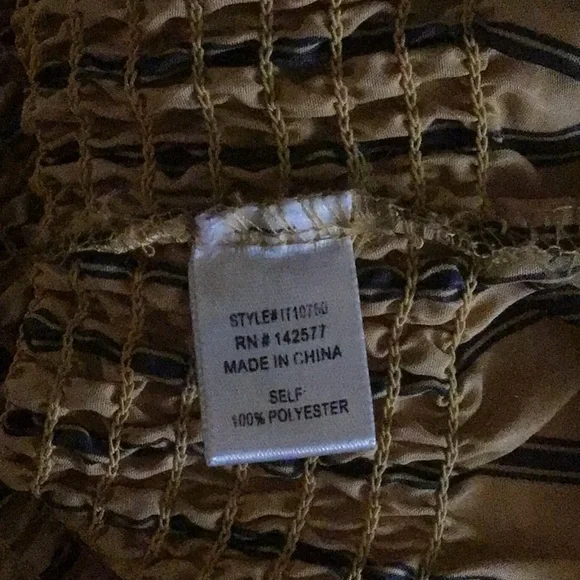 STYLE# IT10750
RN # 142577
MADE IN CHINA
SELF:
100% POLYESTER